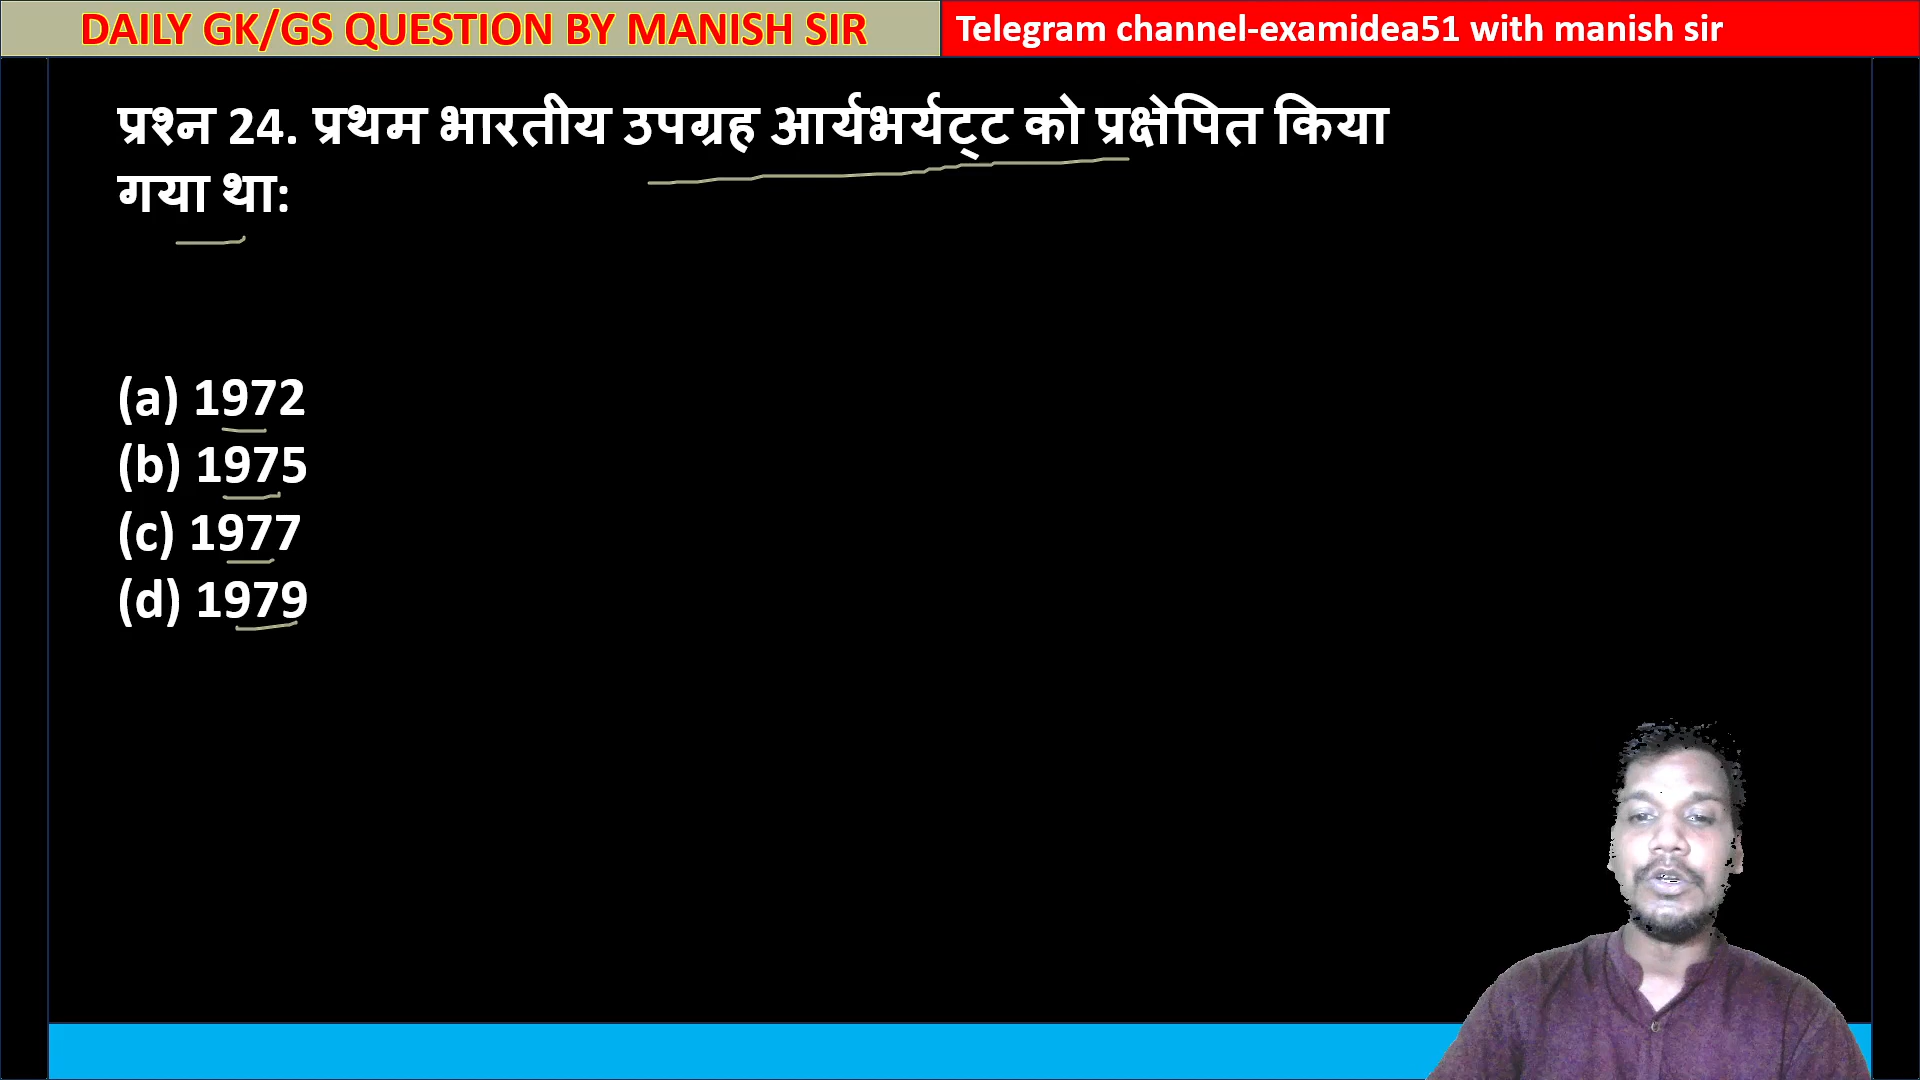 DAILY GK/GS QUESTION BY MANISH SIR
Telegram channel-examidea51 with manish sir
प्रश्न 24. प्रथम भारतीय उपग्रह आर्यभर्यट्ट को प्रक्षेपित किया
गया था:
(a) 1972
(b) 1975
(c) 1977
(d) 1979